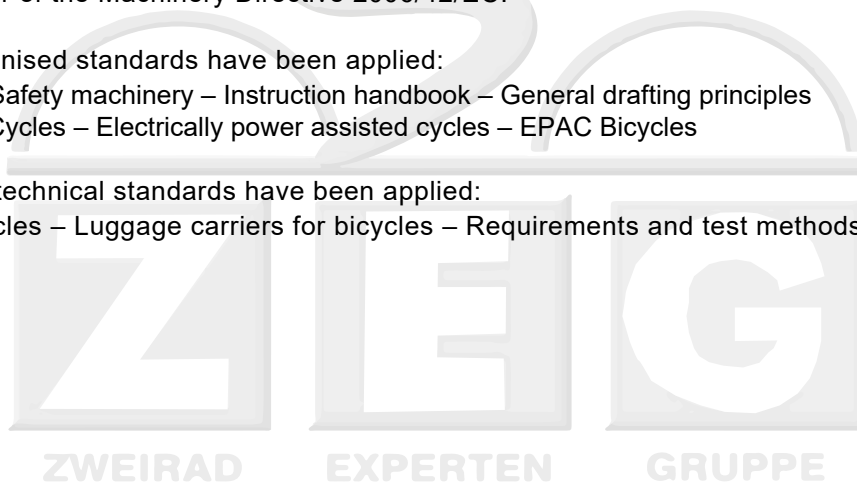 of the Machinery Directive 2006/42/EC.
nised standards have been applied:
Safety machinery – Instruction handbook – General drafting principles
Cycles – Electrically power assisted cycles – EPAC Bicycles
technical standards have been applied:
cles – Luggage carriers for bicycles – Requirements and test methods
ZEG
ZWEIRAD EXPERTEN GRUPPE